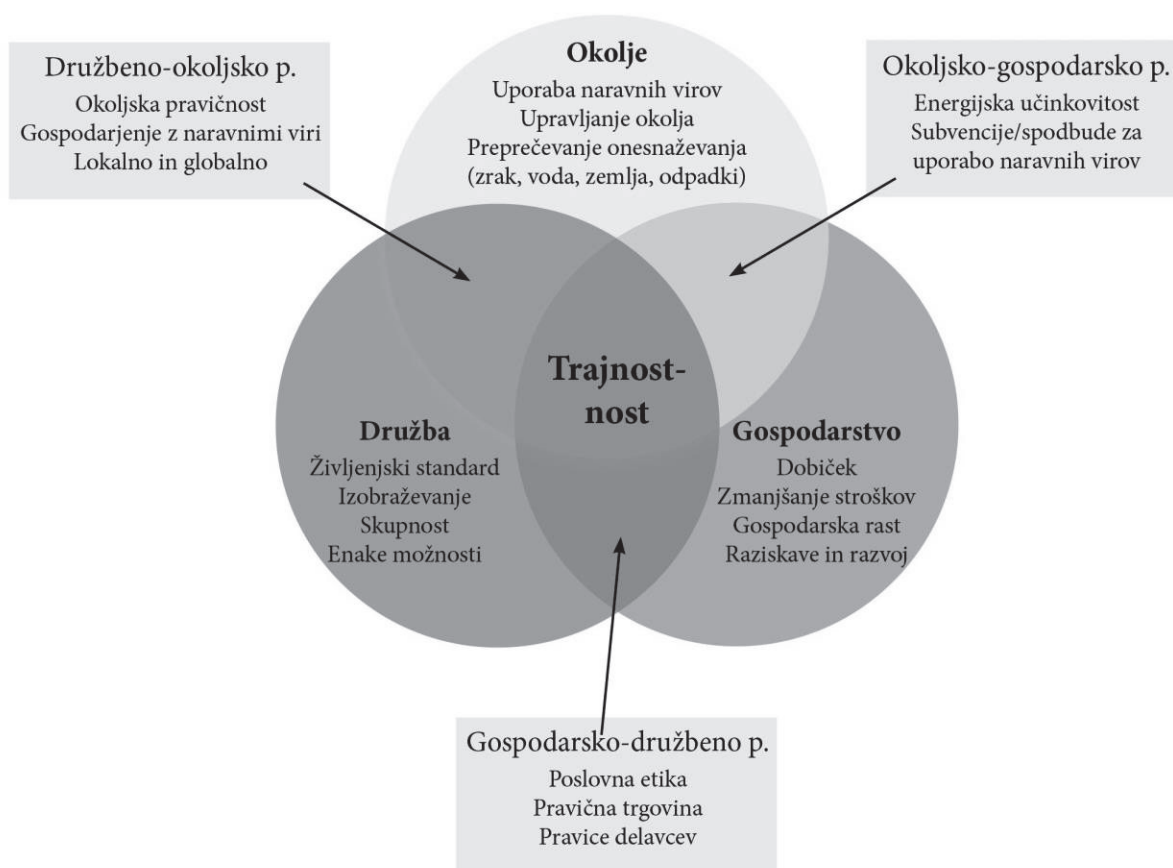 Družbeno-okoljsko p.
Okoljska pravičnost
Gospodarjenje z naravnimi viri
Lokalno in globalno
Okolje
Uporaba naravnih virov
Upravljanje okolja
Preprečevanje onesnaževanja
(zrak, voda, zemlja, odpadki)
Okoljsko-gospodarsko p.
Energijska učinkovitost
Subvencije/spodbude za
uporabo naravnih virov
Trajnost-
nost
Družba
Življenjski standard
Izobraževanje
Skupnost
Enake možnosti
Gospodarstvo
Dobiček
Zmanjšanje stroškov
Gospodarska rast
Raziskave in razvoj
Gospodarsko-družbeno p.
Poslovna etika
Pravična trgovina
Pravice delavcev